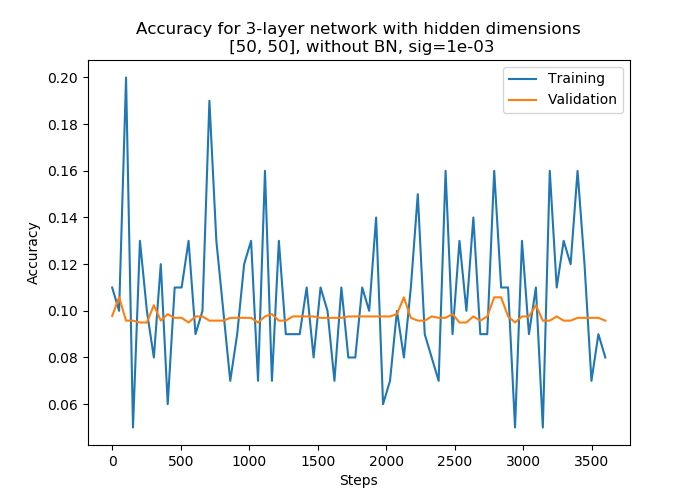 Accuracy for 3-layer network with hidden dimensions
[50, 50], without BN, sig=1e-03
Training
Validation
0.20
0.18
0.16
0.14
0.12
0.10
0.08
0.06
Accuracy
0 500 1000 1500 2000 2500 3000 3500
Steps